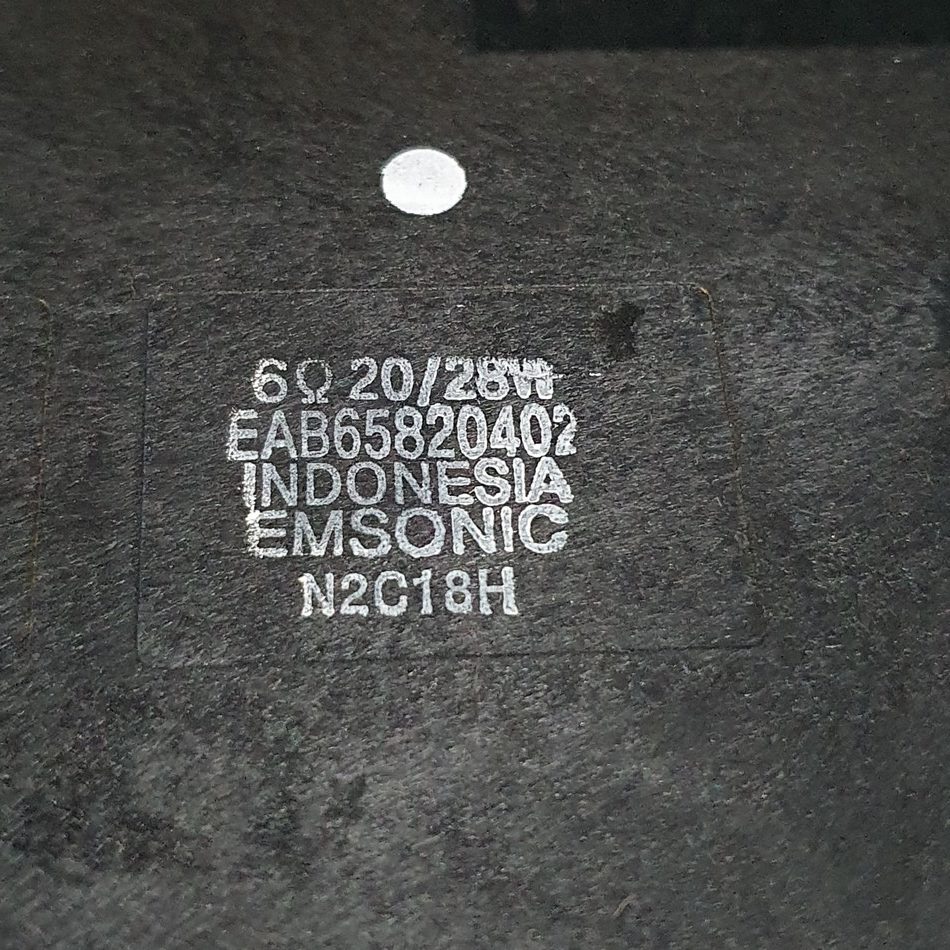 6Ω 20/28W
EAB65820402
INDONESIA
EMSONIC
N2C18H